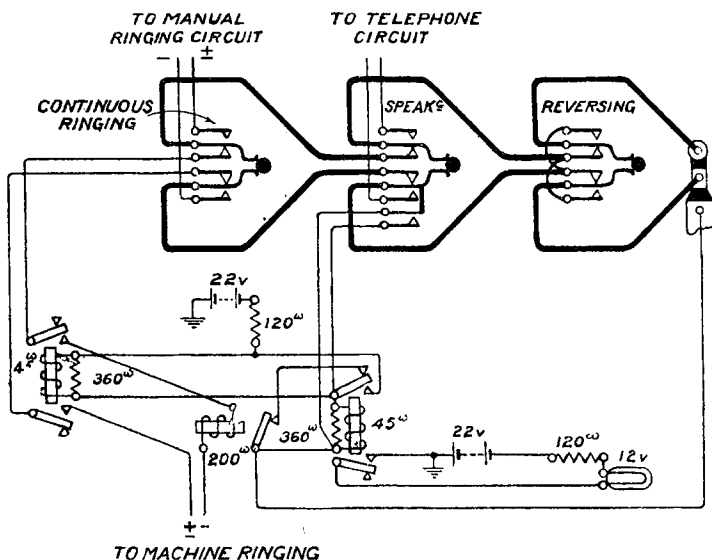 TO MANUAL
RINGING CIRCUIT
TO TELEPHONE
CIRCUIT
− ±
CONTINUOUS
RINGING
SPEAKG
REVERSING
22v
120ω
360ω
200ω
360ω
45ω
22v
120ω
12v
± −
TO MACHINE RINGING